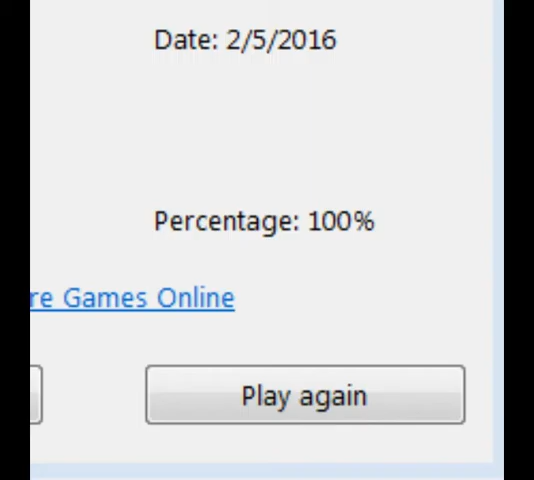 Date: 2/5/2016
Percentage: 100%
re Games Online
Play again